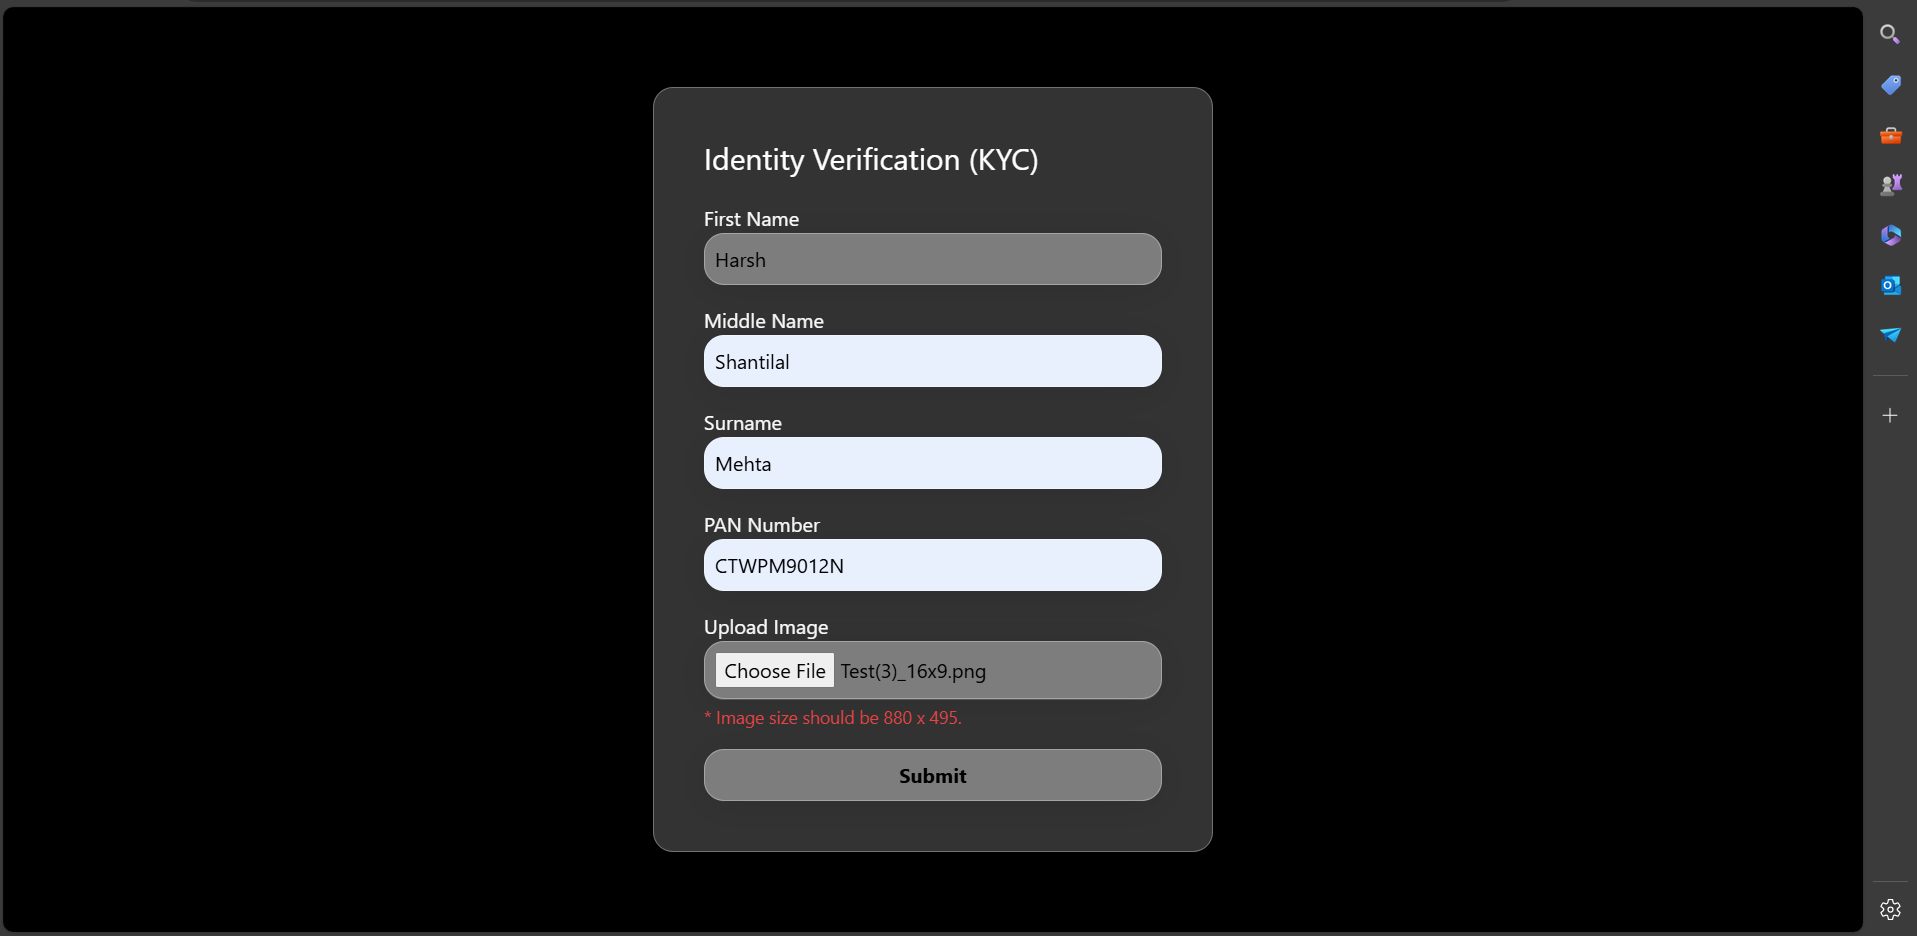 Identity Verification (KYC)
First Name
Harsh
Middle Name
Shantilal
Surname
Mehta
PAN Number
CTWPM9012N
Upload Image
Choose File Test(3)_16x9.png
* Image size should be 880 x 495.
Submit